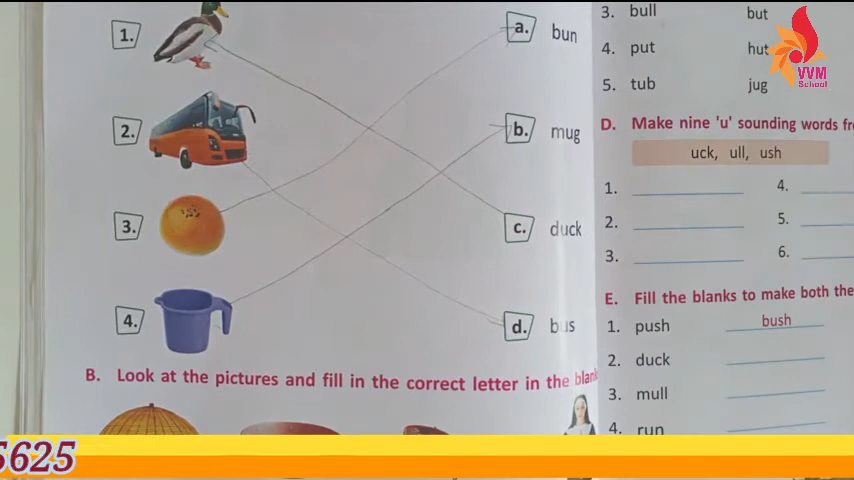 1.
a. bun
2.
b. mug
3.
c. duck
4.
d. bus
B. Look at the pictures and fill in the correct letter in the
3. bull but
4. put hut
5. tub jug
D. Make nine 'u' sounding words
uck, ull, ush
1. 4.
2. 5.
3. 6.
E. Fill the blanks to make both the
1. push bush
2. duck
3. mull
4. run
VVM
School
5625